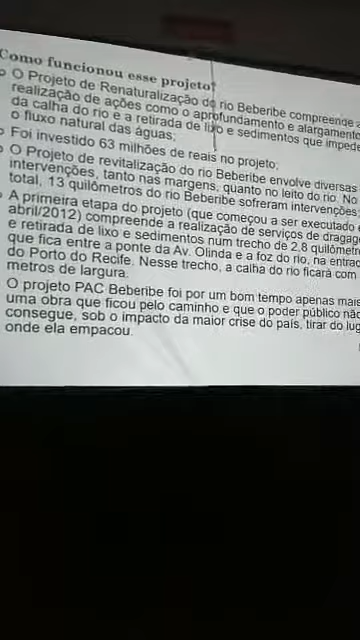 Como funcionou esse projeto?
O Projeto de Renaturalização do rio Beberibe compreende a
realização de ações como o aprofundamento e alargamento
da calha do rio e a retirada de lixo e sedimentos que impede
o fluxo natural das águas;
Foi investido 63 milhões de reais no projeto;
O Projeto de revitalização do rio Beberibe envolve diversas
intervenções, tanto nas margens, quanto no leito do rio. No
total, 13 quilômetros do rio Beberibe sofreram intervenções
A primeira etapa do projeto (que começou a ser executado e
abril/2012) compreende a realização de serviços de dragag
e retirada de lixo e sedimentos num trecho de 2,8 quilômetr
que fica entre a ponte da Av. Olinda e a foz do rio, na entrad
do Porto do Recife. Nesse trecho, a calha do rio ficará com
metros de largura.
O projeto PAC Beberibe foi por um bom tempo apenas mais
uma obra que ficou pelo caminho e que o poder público não
consegue, sob o impacto da maior crise do país, tirar do lug
onde ela empacou.